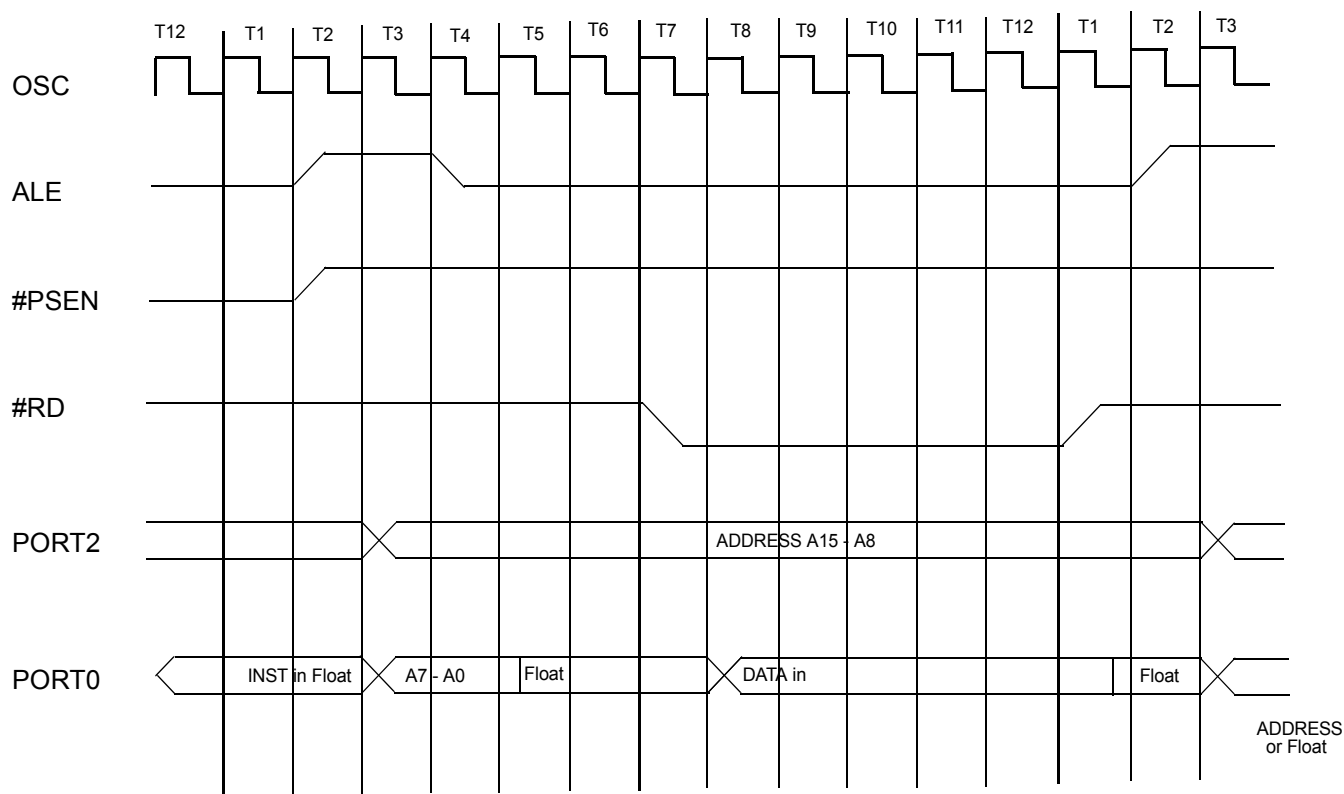 T12 T1 T2 T3 T4 T5 T6 T7 T8 T9 T10 T11 T12 T1 T2 T3
OSC
ALE
#PSEN
#RD
PORT2 ADDRESS A15 - A8
PORT0 INST in Float A7 - A0 Float DATA in Float
ADDRESS
or Float